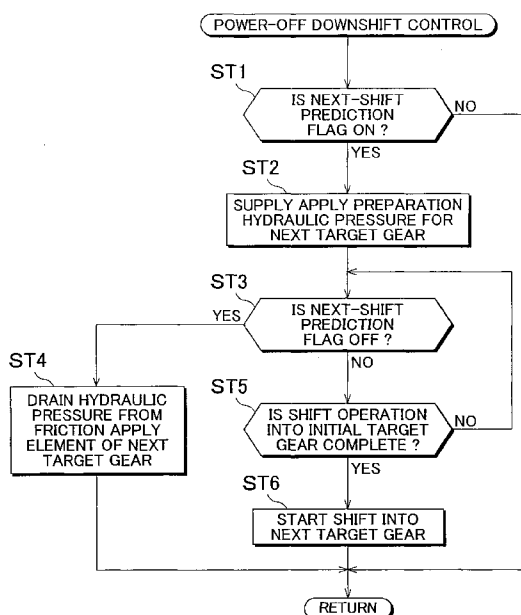 POWER-OFF DOWNSHIFT CONTROL
ST1
IS NEXT-SHIFT
PREDICTION
FLAG ON ?
NO
YES
ST2
SUPPLY APPLY PREPARATION
HYDRAULIC PRESSURE FOR
NEXT TARGET GEAR
ST3
YES
IS NEXT-SHIFT
PREDICTION
FLAG OFF ?
NO
ST4
DRAIN HYDRAULIC
PRESSURE FROM
FRICTION APPLY
ELEMENT OF NEXT
TARGET GEAR
ST5
IS SHIFT OPERATION
INTO INITIAL TARGET
GEAR COMPLETE ?
NO
YES
ST6
START SHIFT INTO
NEXT TARGET GEAR
RETURN